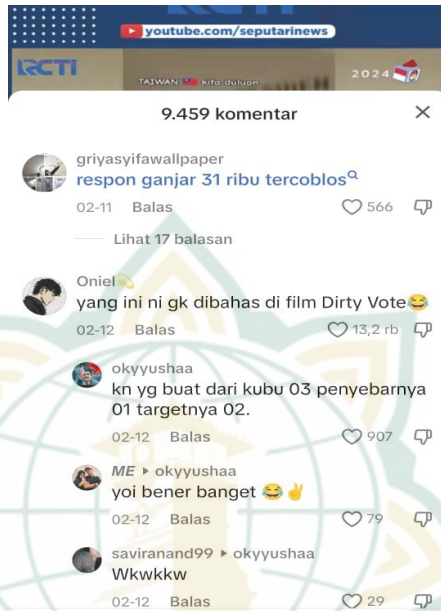 youtube.com/seputarinews
RCTI
TAIWAN 🇹🇼 kita duluan
2024
9.459 komentar
griyasyifawallpaper
respon ganjar 31 ribu tercoblos
02-11 Balas 566
Lihat 17 balasan
Oniel💫
yang ini ni gk dibahas di film Dirty Vote😂
02-12 Balas 13,2 rb
okyyushaa
kn yg buat dari kubu 03 penyebarnya
01 targetnya 02.
02-12 Balas 907
ME ▸ okyyushaa
yoi bener banget 😂✌
02-12 Balas 79
saviranand99 ▸ okyyushaa
Wkwkkw
02-12 Balas 29